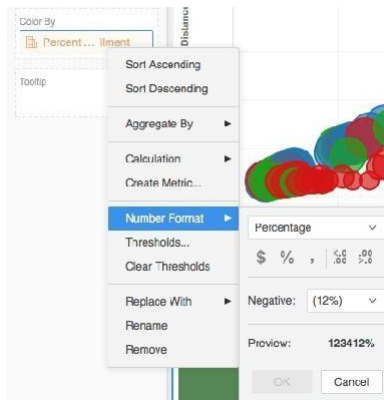 Color By
Percent ... llment
Tooltip
Distanc
Sort Ascending
Sort Descending
Aggregate By
Calculation
Create Metric...
Number Format
Thresholds...
Clear Thresholds
Replace With
Rename
Remove
Percentage
$ % ,
Negative: (12%)
Preview: 123412%
OK Cancel